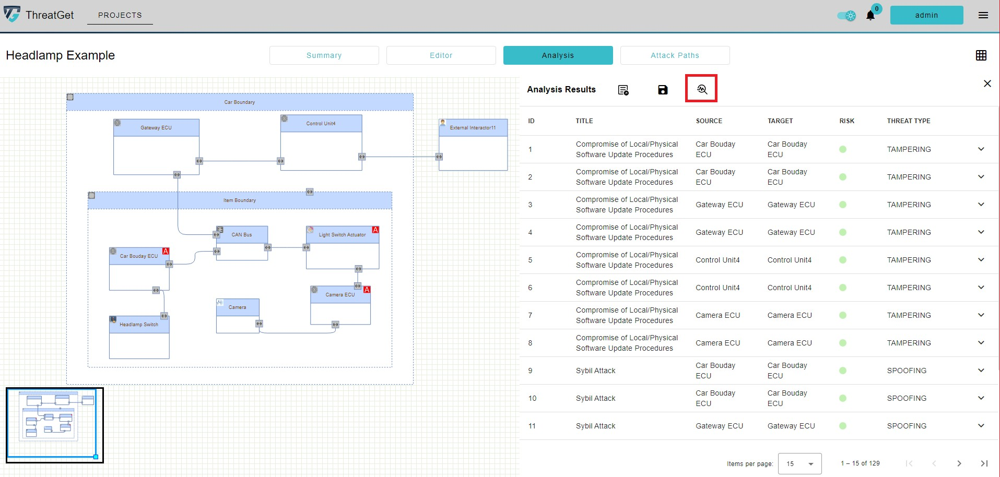 ThreatGet
PROJECTS
0
admin
Headlamp Example
Summary
Editor
Analysis
Attack Paths
Car Boundary
Gateway ECU
Control Unit4
External Interactor11
Item Boundary
CAN Bus
Light Switch Actuator
A
Car Bouday ECU
A
Camera ECU
A
Camera
Headlamp Switch
Analysis Results
ID TITLE SOURCE TARGET RISK THREAT TYPE
1 Compromise of Local/Physical Software Update Procedures Car Bouday ECU Car Bouday ECU TAMPERING
2 Compromise of Local/Physical Software Update Procedures Car Bouday ECU Car Bouday ECU TAMPERING
3 Compromise of Local/Physical Software Update Procedures Gateway ECU Gateway ECU TAMPERING
4 Compromise of Local/Physical Software Update Procedures Gateway ECU Gateway ECU TAMPERING
5 Compromise of Local/Physical Software Update Procedures Control Unit4 Control Unit4 TAMPERING
6 Compromise of Local/Physical Software Update Procedures Control Unit4 Control Unit4 TAMPERING
7 Compromise of Local/Physical Software Update Procedures Camera ECU Camera ECU TAMPERING
8 Compromise of Local/Physical Software Update Procedures Camera ECU Camera ECU TAMPERING
9 Sybil Attack Car Bouday ECU Car Bouday ECU SPOOFING
10 Sybil Attack Car Bouday ECU Car Bouday ECU SPOOFING
11 Sybil Attack Gateway ECU Gateway ECU SPOOFING
Items per page: 15 1 – 15 of 129